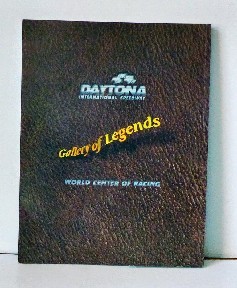 DAYTONA
INTERNATIONAL SPEEDWAY
Gallery of Legends
WORLD CENTER OF RACING